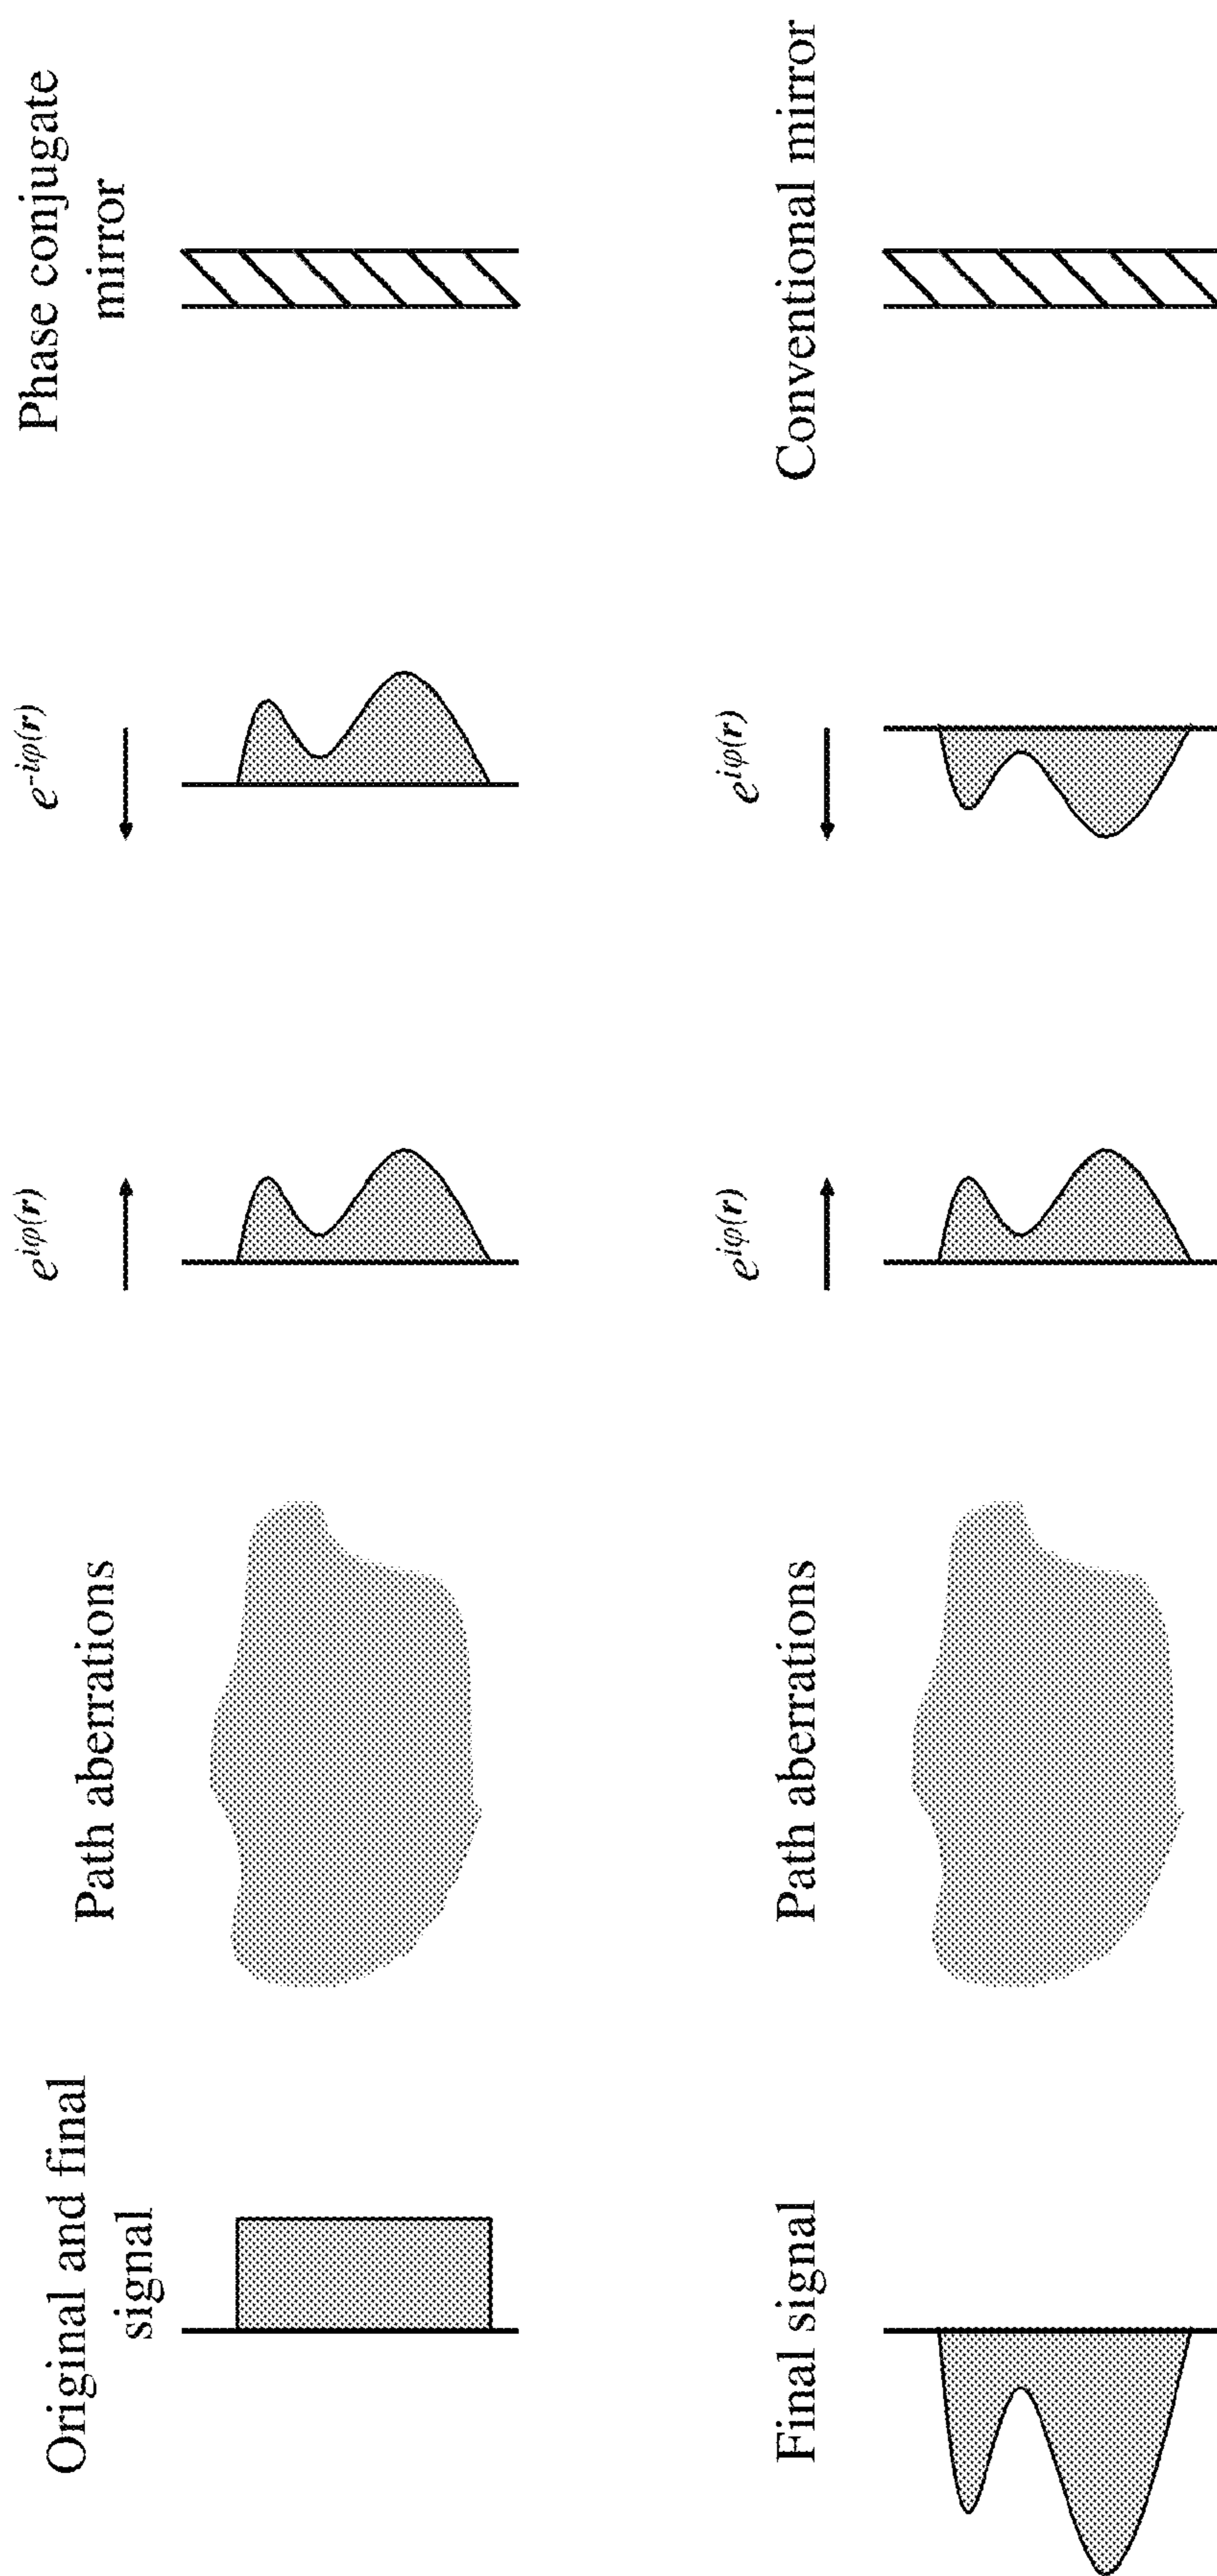 Original and final
signal
Path aberrations
e^{iφ(r)}
e^{-iφ(r)}
Phase conjugate
mirror
Final signal
Path aberrations
e^{iφ(r)}
e^{iφ(r)}
Conventional mirror